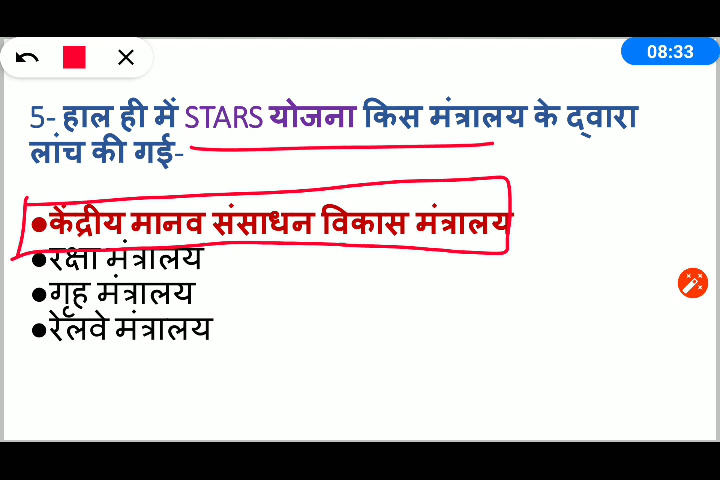 08:33
5- हाल ही में STARS योजना किस मंत्रालय के द्वारा
लांच की गई-
●केंद्रीय मानव संसाधन विकास मंत्रालय
●रक्षा मंत्रालय
●गृह मंत्रालय
●रेलवे मंत्रालय